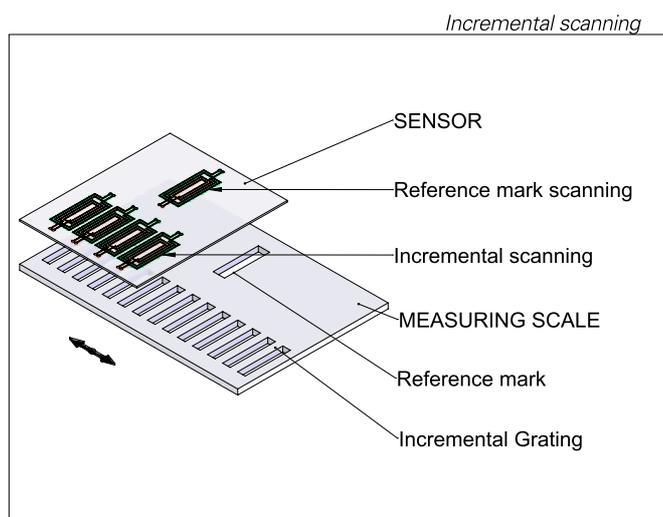 Incremental scanning
SENSOR
Reference mark scanning
Incremental scanning
MEASURING SCALE
Reference mark
Incremental Grating